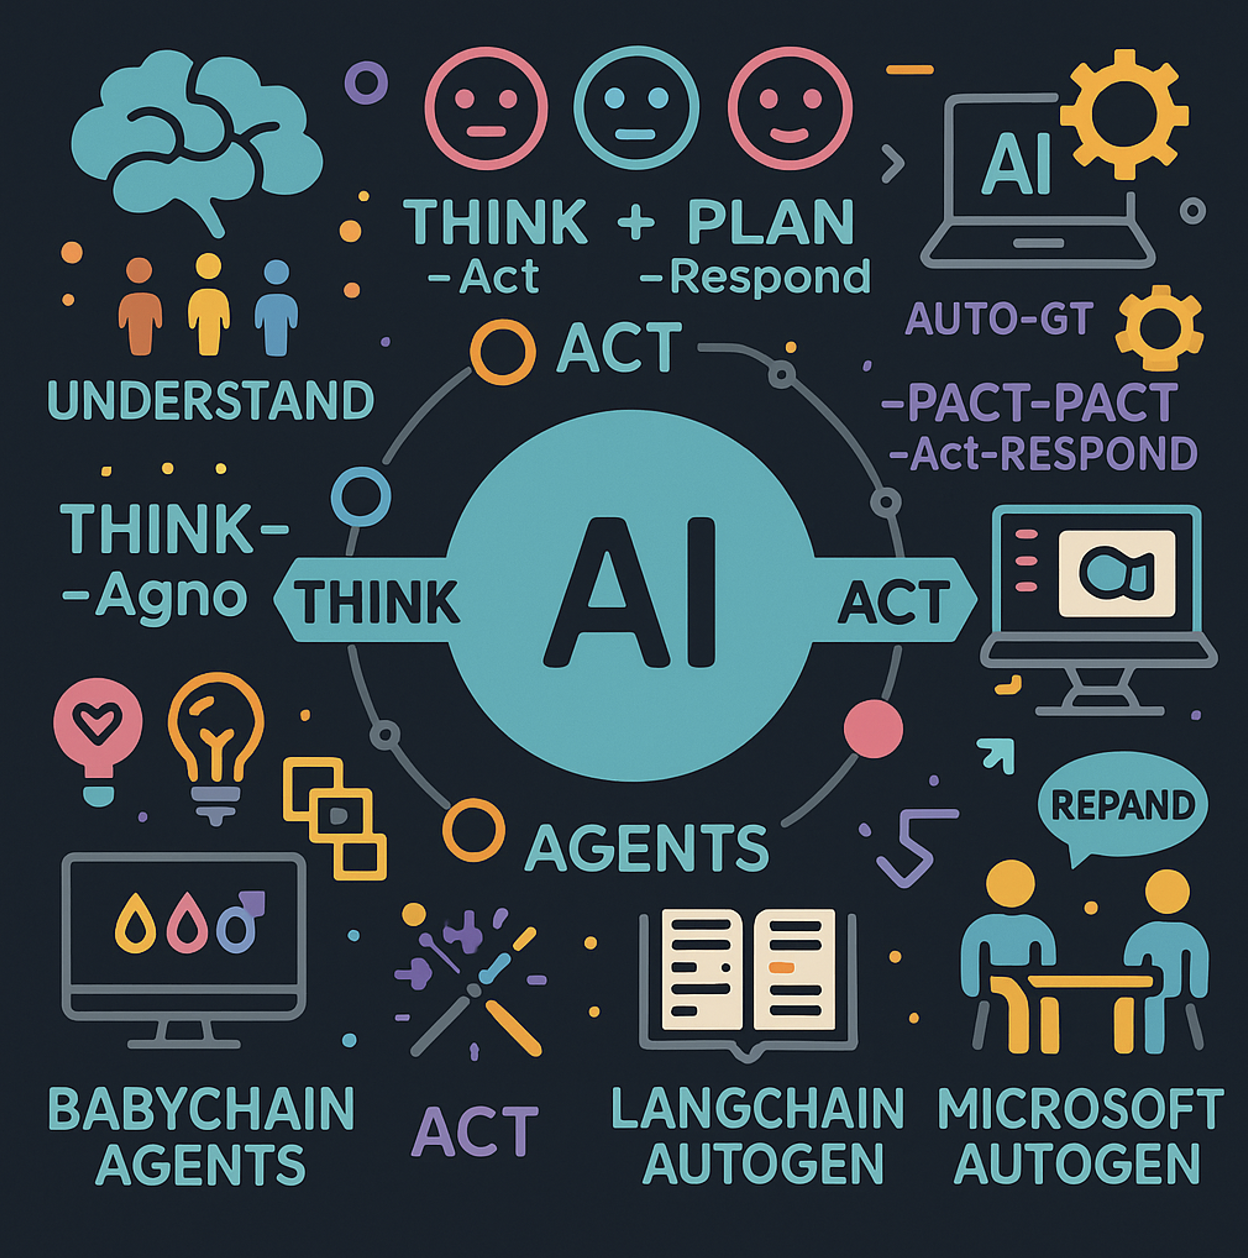 THINK + PLAN
-Act -Respond
AI
AUTO-GT
-PACT-PACT
-Act-RESPOND
UNDERSTAND
ACT
THINK-
-Agno
THINK AI ACT
AGENTS
REPAND
BABYCHAIN
AGENTS
ACT
LANGCHAIN
AUTOGEN
MICROSOFT
AUTOGEN